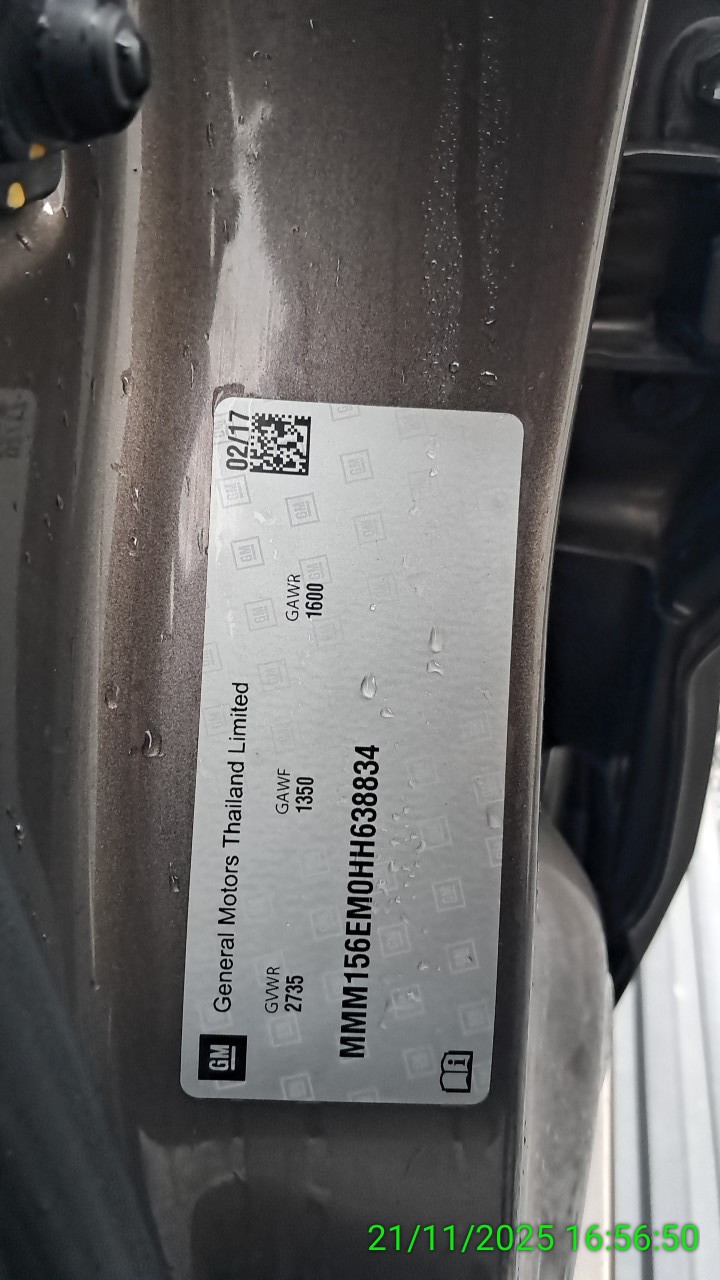 GM General Motors Thailand Limited 02/17
GVWR GAWF GAWR
2735 1350 1600
MMM156EM0HH638834
21/11/2025 16:56:50